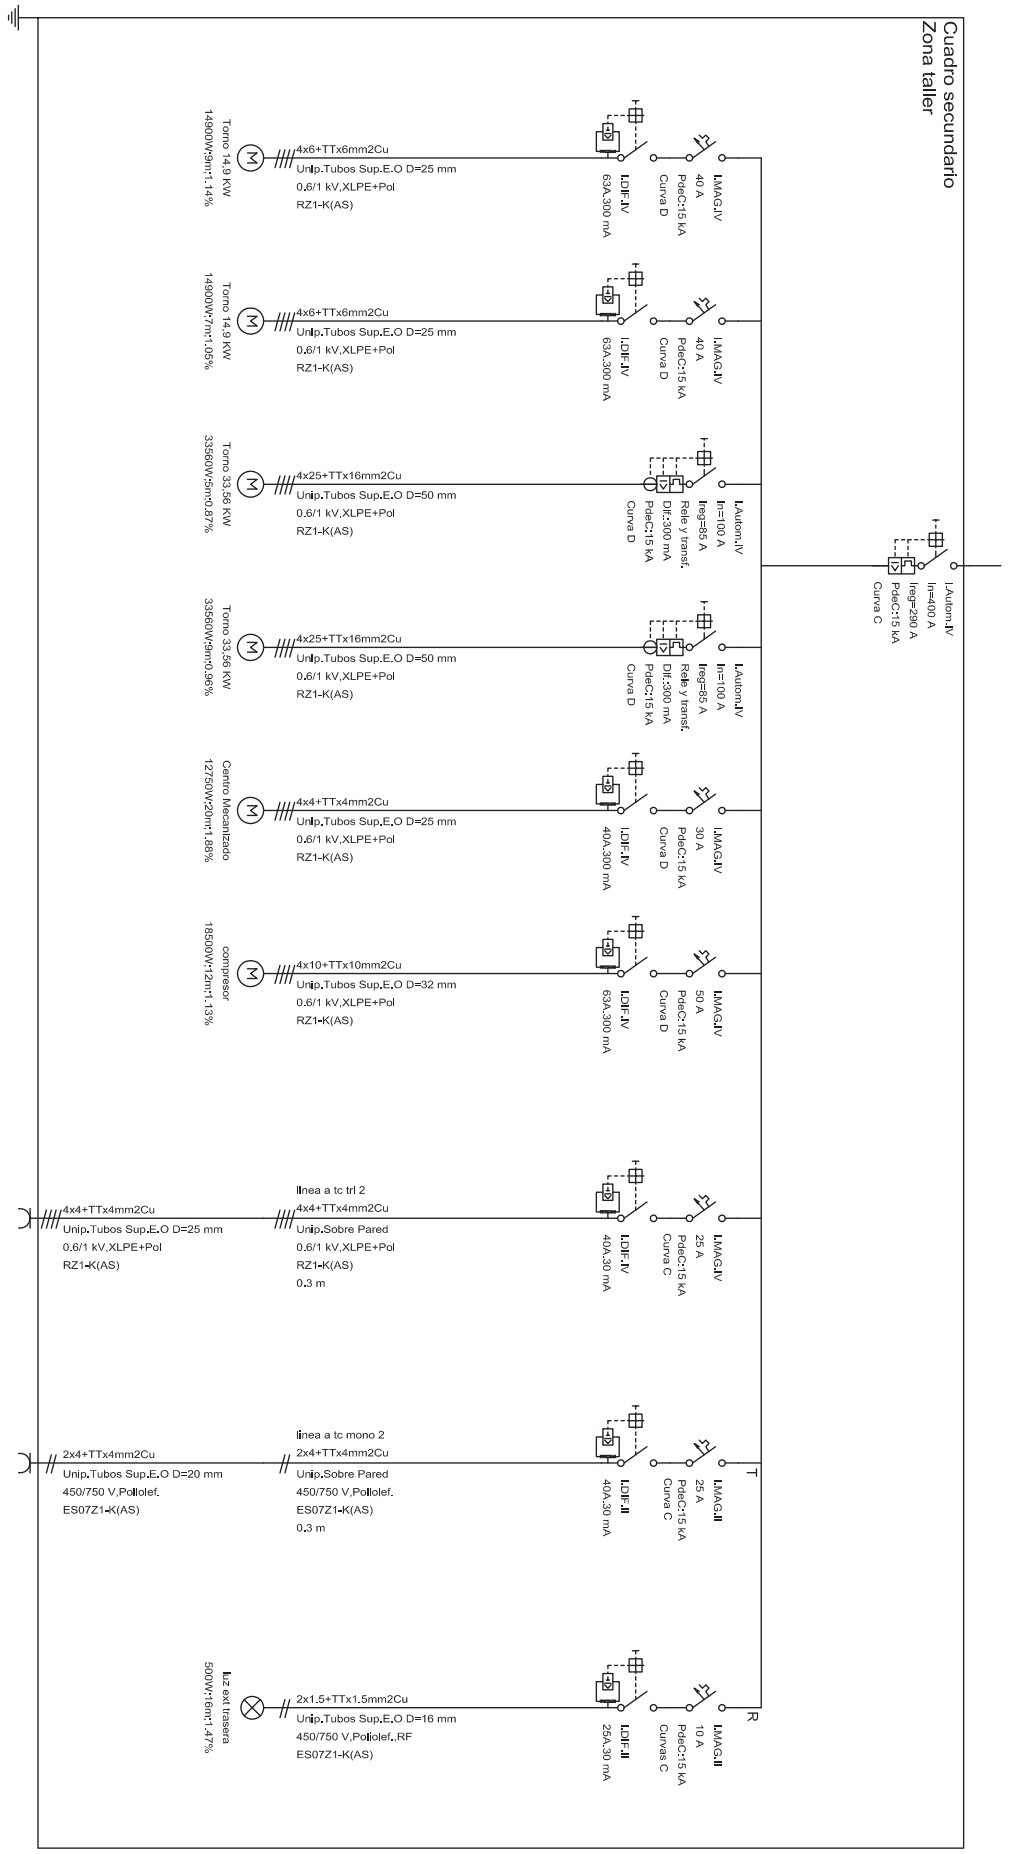 Cuadro secundario
Zona taller
I.Autom.IV
In=400 A
Ireg=290 A
PdeC:15 kA
Curva C
I.MAG.IV
40 A
PdeC:15 kA
Curva D
I.DIF.IV
63A.300 mA
4x6+TTx6mm2Cu
Unip.Tubos Sup.E.O D=25 mm
0.6/1 kV,XLPE+Pol
RZ1-K(AS)
M
Torno 14,9 KW
14900W;9m;1.14%
I.MAG.IV
40 A
PdeC:15 kA
Curva D
I.DIF.IV
63A.300 mA
4x6+TTx6mm2Cu
Unip.Tubos Sup.E.O D=25 mm
0.6/1 kV,XLPE+Pol
RZ1-K(AS)
M
Torno 14,9 KW
14900W;7m;1.05%
I.Autom.IV
In=100 A
Ireg=85 A
Rele y transf.
Dif.:300 mA
PdeC:15 kA
Curva D
4x25+TTx16mm2Cu
Unip.Tubos Sup.E.O D=50 mm
0.6/1 kV,XLPE+Pol
RZ1-K(AS)
M
Torno 33,56 KW
33560W;5m;0.87%
I.Autom.IV
In=100 A
Ireg=85 A
Rele y transf.
Dif.:300 mA
PdeC:15 kA
Curva D
4x25+TTx16mm2Cu
Unip.Tubos Sup.E.O D=50 mm
0.6/1 kV,XLPE+Pol
RZ1-K(AS)
M
Torno 33,56 KW
33560W;9m;0.96%
I.MAG.IV
30 A
PdeC:15 kA
Curva D
I.DIF.IV
40A.300 mA
4x4+TTx4mm2Cu
Unip.Tubos Sup.E.O D=25 mm
0.6/1 kV,XLPE+Pol
RZ1-K(AS)
M
Centro Mecanizado
12750W;20m;1.88%
I.MAG.IV
50 A
PdeC:15 kA
Curva D
I.DIF.IV
63A.300 mA
4x10+TTx10mm2Cu
Unip.Tubos Sup.E.O D=32 mm
0.6/1 kV,XLPE+Pol
RZ1-K(AS)
M
compresor
18500W;12m;1.13%
I.MAG.IV
25 A
PdeC:15 kA
Curva C
I.DIF.IV
40A.30 mA
linea a tc tri 2
4x4+TTx4mm2Cu
Unip.Sobre Pared
0.6/1 kV,XLPE+Pol
RZ1-K(AS)
0.3 m
4x4+TTx4mm2Cu
Unip.Tubos Sup.E.O D=25 mm
0.6/1 kV,XLPE+Pol
RZ1-K(AS)
T
I.MAG.II
25 A
PdeC:15 kA
Curva C
I.DIF.II
40A.30 mA
linea a tc mono 2
2x4+TTx4mm2Cu
Unip.Sobre Pared
450/750 V,Poliolef.
ES07Z1-K(AS)
0.3 m
2x4+TTx4mm2Cu
Unip.Tubos Sup.E.O D=20 mm
450/750 V,Poliolef.
ES07Z1-K(AS)
R
I.MAG.II
10 A
PdeC:15 kA
Curvas C
I.DIF.II
25A.30 mA
2x1.5+TTx1.5mm2Cu
Unip.Tubos Sup.E.O D=16 mm
450/750 V,Poliolef.,RF
ES07Z1-K(AS)
luz ext trasera
500W;16m;1.47%